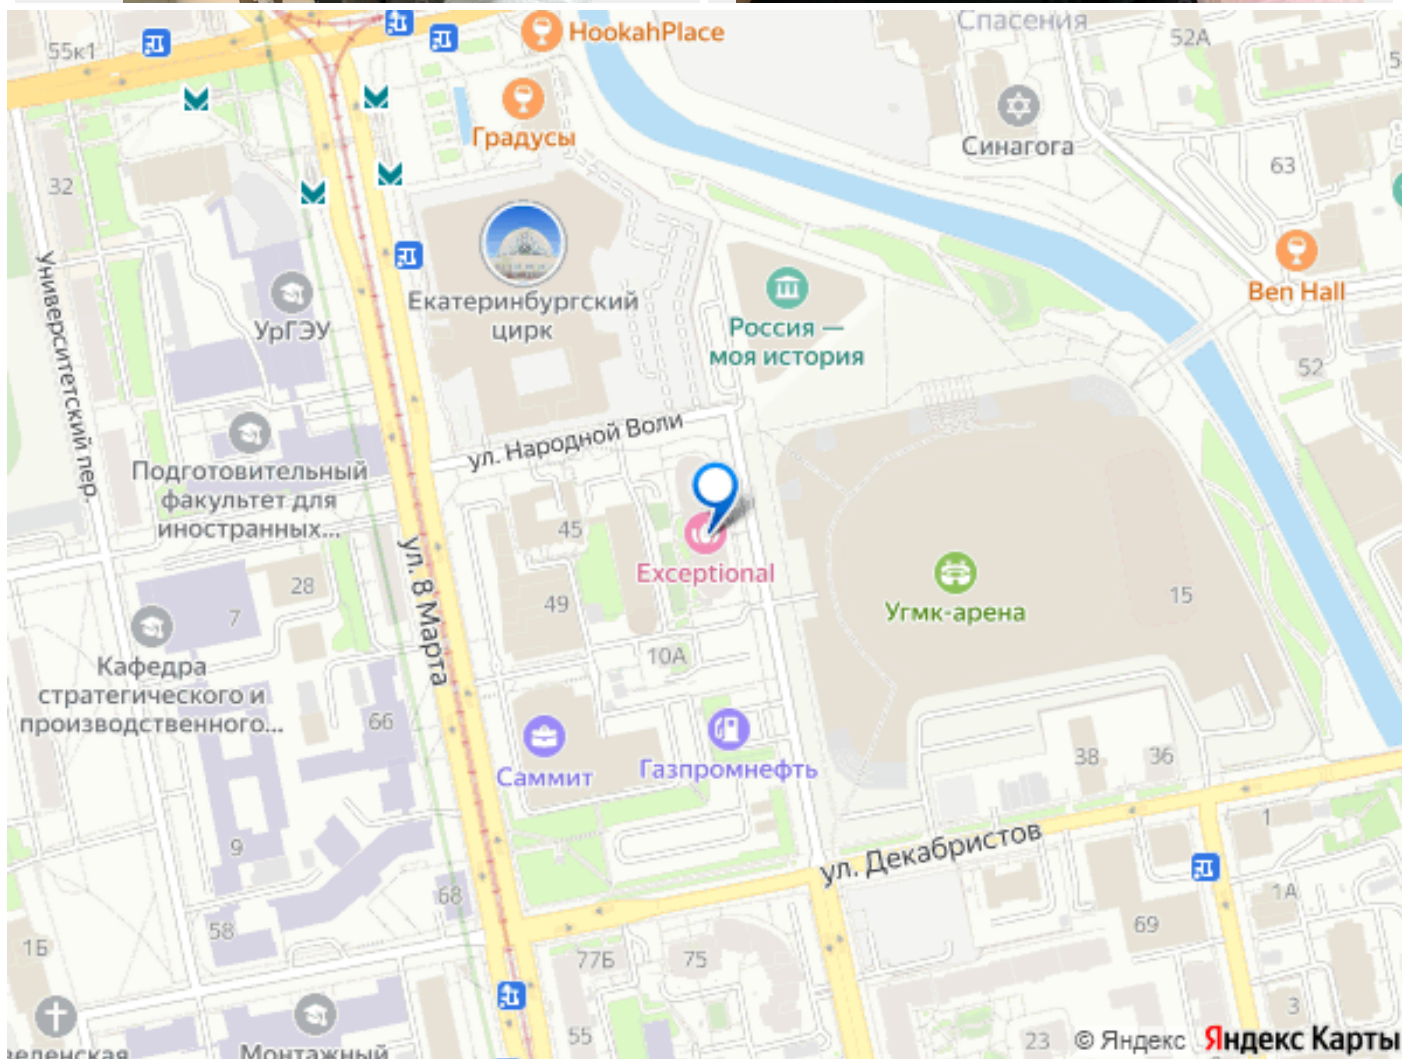 Спасения
HookahPlace
52А
55к1
Градусы
Синагога
63
32
Ben Hall
Екатеринбургский
цирк
УрГЭУ
Россия —
моя история
52
Университетский пер.
ул. Народной Воли
Подготовительный
факультет для
иностранных...
45
Exceptional
ул. 8 Марта
28
7
49
Угмк-арена
15
Кафедра
стратегического и
производственного...
10А
66
Саммит
Газпромнефть
38
36
9
ул. Декабристов
1
68
1А
58
1Б
69
77Б
75
3
55
23
Монтажный
© Яндекс Яндекс Карты